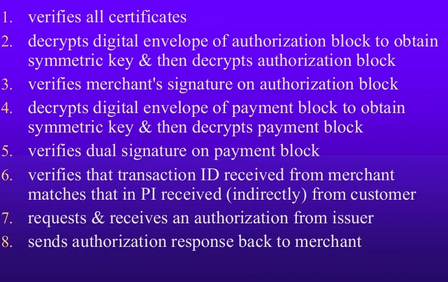 1. verifies all certificates
2. decrypts digital envelope of authorization block to obtain
symmetric key & then decrypts authorization block
3. verifies merchant's signature on authorization block
4. decrypts digital envelope of payment block to obtain
symmetric key & then decrypts payment block
5. verifies dual signature on payment block
6. verifies that transaction ID received from merchant
matches that in PI received (indirectly) from customer
7. requests & receives an authorization from issuer
8. sends authorization response back to merchant